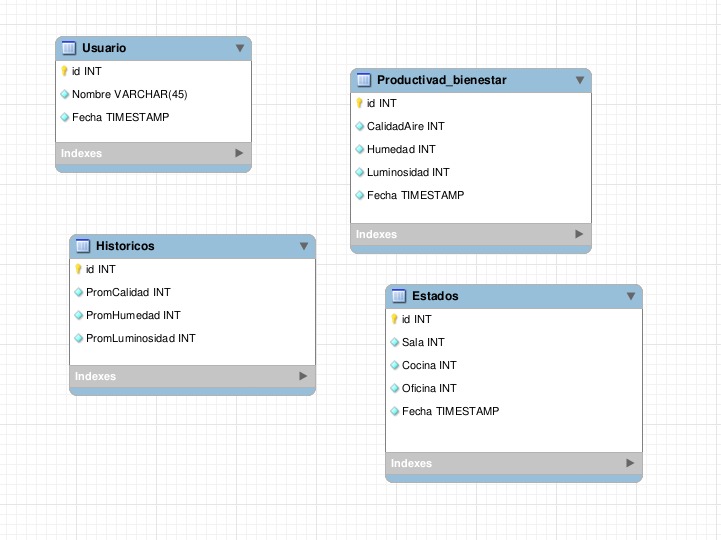 Usuario
id INT
Nombre VARCHAR(45)
Fecha TIMESTAMP
Indexes
Productivad_bienestar
id INT
CalidadAire INT
Humedad INT
Luminosidad INT
Fecha TIMESTAMP
Indexes
Historicos
id INT
PromCalidad INT
PromHumedad INT
PromLuminosidad INT
Indexes
Estados
id INT
Sala INT
Cocina INT
Oficina INT
Fecha TIMESTAMP
Indexes